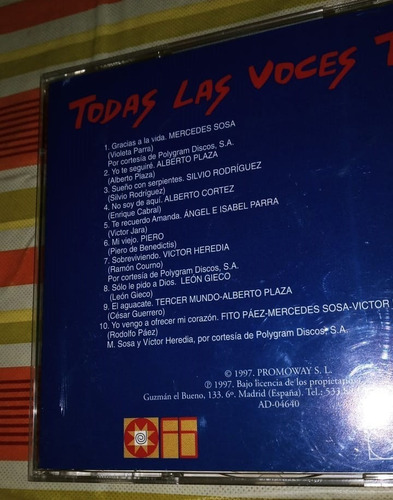 TODAS LAS VOCES T
1. Gracias a la vida. MERCEDES SOSA
(Violeta Parra)
Por cortesía de Polygram Discos, S.A.
2. Yo te seguiré. ALBERTO PLAZA
(Alberto Plaza)
3. Sueño con serpientes. SILVIO RODRÍGUEZ
(Silvio Rodríguez)
4. No soy de aquí. ALBERTO CORTEZ
(Enrique Cabral)
5. Te recuerdo Amanda. ÁNGEL E ISABEL PARRA
(Victor Jara)
6. Mi viejo. PIERO
(Piero de Benedictis)
7. Sobreviviendo. VICTOR HEREDIA
(Ramón Courno)
Por cortesía de Polygram Discos, S.A.
8. Sólo le pido a Dios. LEÓN GIECO
(León Gieco)
9. El aguacate. TERCER MUNDO-ALBERTO PLAZA
(César Guerrero)
10. Yo vengo a ofrecer mi corazón. FITO PÁEZ-MERCEDES SOSA-VICTOR
(Rodolfo Páez)
M. Sosa y Víctor Heredia, por cortesía de Polygram Discos, S.A.
© 1997. PROMOWAY S. L.
℗ 1997. Bajo licencia de los propietarios
Guzmán el Bueno, 133. 6º. Madrid (España). Tel.: 533
AD-04640